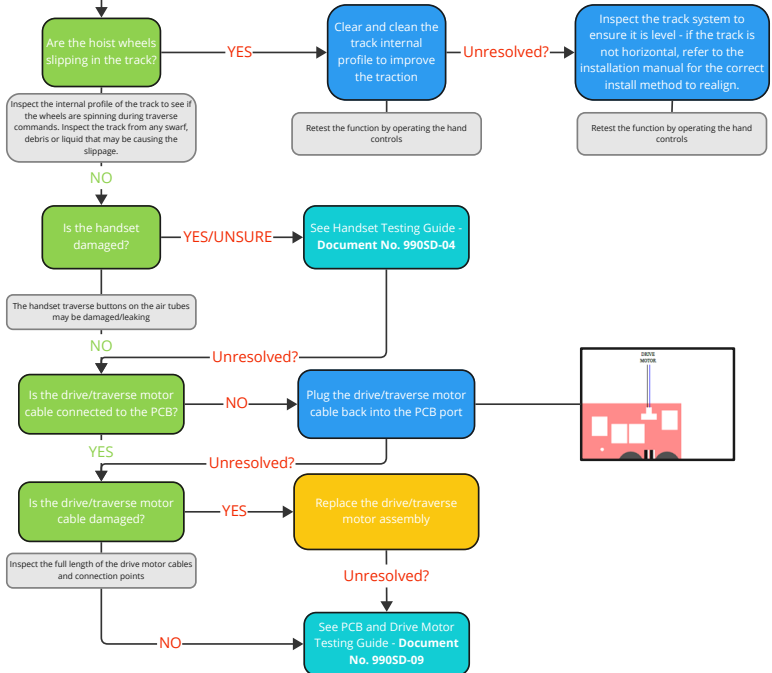 Are the hoist wheels
slipping in the track?
YES
Clear and clean the
track internal
profile to improve
the traction
Unresolved?
Inspect the track system to
ensure it is level - if the track is
not horizontal, refer to the
installation manual for the correct
install method to realign.
Inspect the internal profile of the track to see if
the wheels are spinning during traverse
commands. Inspect the track from any swarf,
debris or liquid that may be causing the
slippage.
Retest the function by operating the hand
controls
Retest the function by operating the hand
controls
NO
Is the handset
damaged?
YES/UNSURE
See Handset Testing Guide -
Document No. 990SD-04
The handset traverse buttons on the air tubes
may be damaged/leaking
NO
Unresolved?
Is the drive/traverse motor
cable connected to the PCB?
NO
Plug the drive/traverse motor
cable back into the PCB port
DRIVE
MOTOR
YES
Unresolved?
Is the drive/traverse motor
cable damaged?
YES
Replace the drive/traverse
motor assembly
Inspect the full length of the drive motor cables
and connection points
Unresolved?
NO
See PCB and Drive Motor
Testing Guide - Document
No. 990SD-09